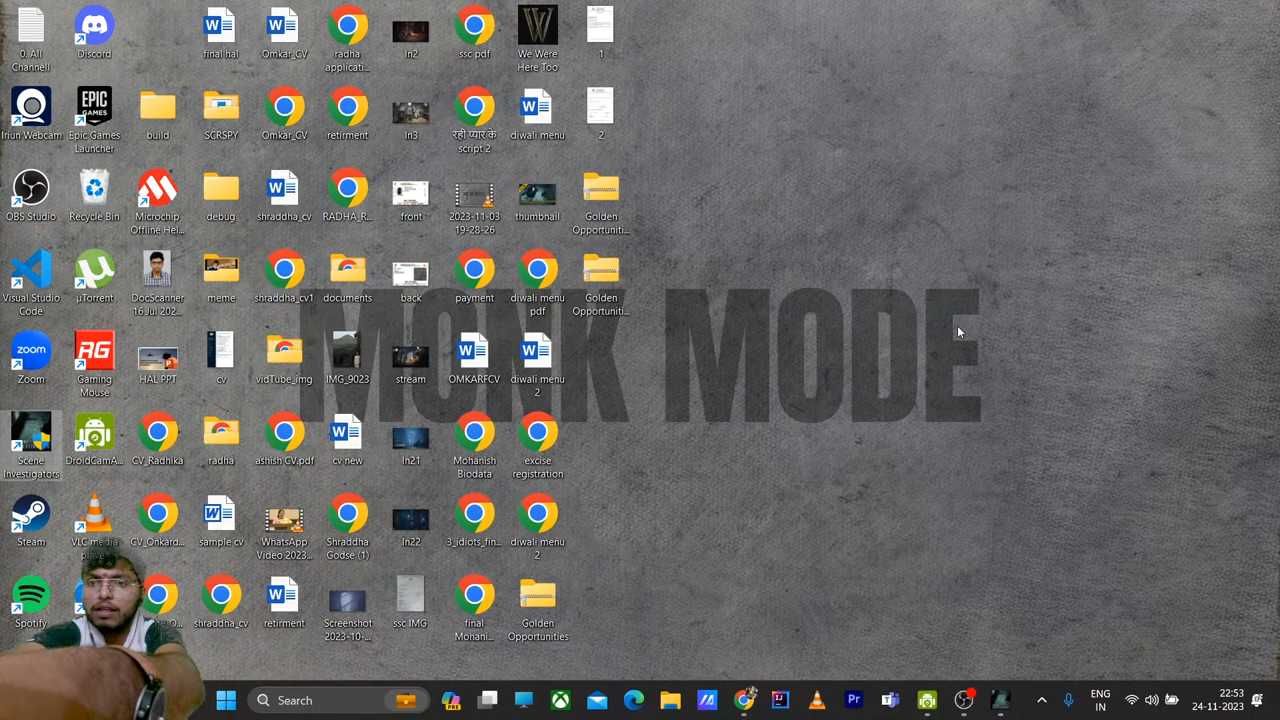 0. All
Channell
Discord
final hal
Omkar_CV
radha
applicati...
In2
ssc pdf
We Were
Here Too
1
Iriun Webcam
Epic Games
Launcher
build
SCRSPY
Omkar_CV
retirment
In3
रही प्यार के
script 2
diwali menu
2
OBS Studio
Recycle Bin
Microchip
Offline Hel...
debug
shraddha_cv
RADHA_R...
front
2023-11-03
19-28-26
thumbnail
Golden
Opportuniti...
Visual Studio
Code
µTorrent
DocScanner
16 Jul 202...
meme
shraddha_cv1
documents
back
payment
diwali menu
pdf
Golden
Opportuniti...
MONK MODE
Zoom
Gaming
Mouse
HAL PPT
cv
vidTube_img
IMG_9023
stream
OMKARFCV
diwali menu
2
Scene
Investigators
DroidCamA...
CV_Radhika
radha
ashish CV.pdf
cv new
In21
Mohanish
Biodata
excise
registration
Steam
VLC media
player
CV_Onkard...
sample cv
WhatsApp
Video 2023...
Shraddha
Godse (1)
In22
3_idiots_fin...
diwali menu
2
Spotify
shraddha_cv
retirment
Screenshot
2023-10-...
ssc IMG
final
Mohani...
Golden
Opportunities
Search
22:53
24-11-2023